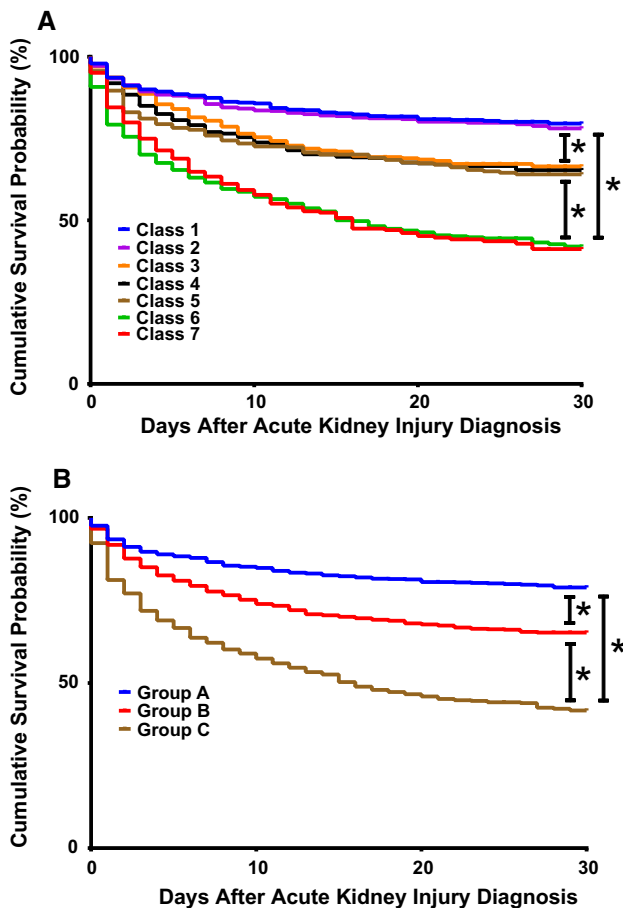 A
Cumulative Survival Probability (%)
100
50
0
Class 1
Class 2
Class 3
Class 4
Class 5
Class 6
Class 7
*
*
*
0
10
20
30
Days After Acute Kidney Injury Diagnosis
B
Cumulative Survival Probability (%)
100
50
0
Group A
Group B
Group C
*
*
*
0
10
20
30
Days After Acute Kidney Injury Diagnosis